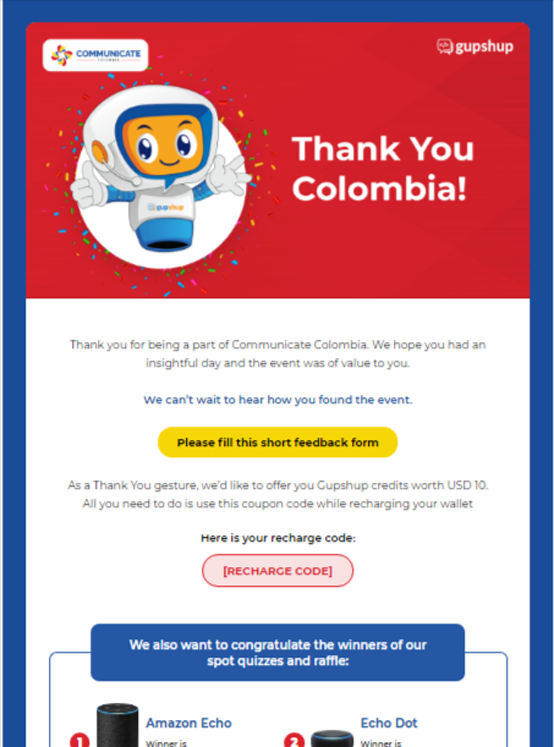 COMMUNICATE
COLOMBIA
gupshup
Thank You
Colombia!
gupshup
Thank you for being a part of Communicate Colombia. We hope you had an
insightful day and the event was of value to you.
We can't wait to hear how you found the event.
Please fill this short feedback form
As a Thank You gesture, we'd like to offer you Gupshup credits worth USD 10.
All you need to do is use this coupon code while recharging your wallet
Here is your recharge code:
[RECHARGE CODE]
We also want to congratulate the winners of our
spot quizzes and raffle:
1 Amazon Echo
Winner is
2 Echo Dot
Winner is